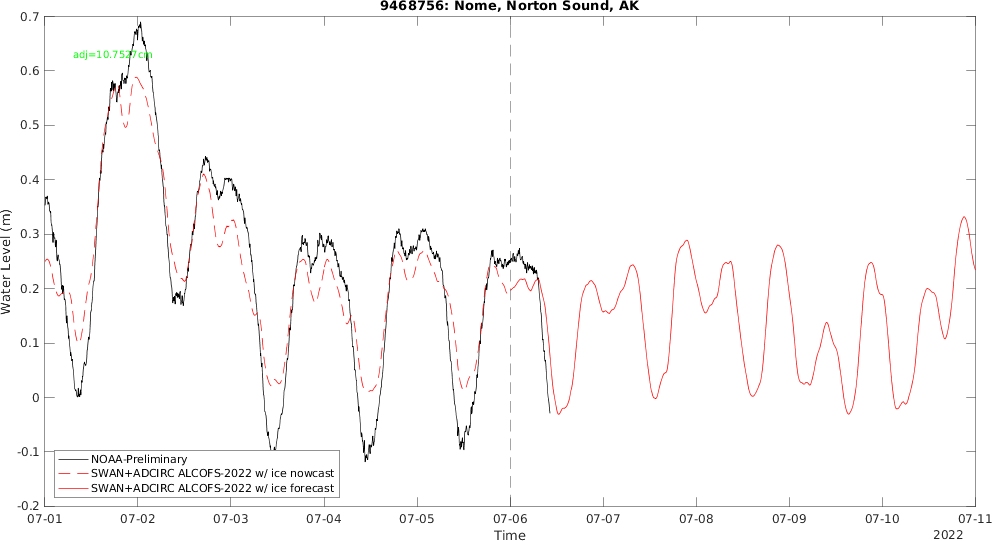 9468756: Nome, Norton Sound, AK
adj=10.7527cm
0.7
0.6
0.5
0.4
0.3
0.2
0.1
0
-0.1
-0.2
Water Level (m)
NOAA-Preliminary
SWAN+ADCIRC ALCOFS-2022 w/ ice nowcast
SWAN+ADCIRC ALCOFS-2022 w/ ice forecast
07-01 07-02 07-03 07-04 07-05 07-06 07-07 07-08 07-09 07-10 07-11
Time
2022